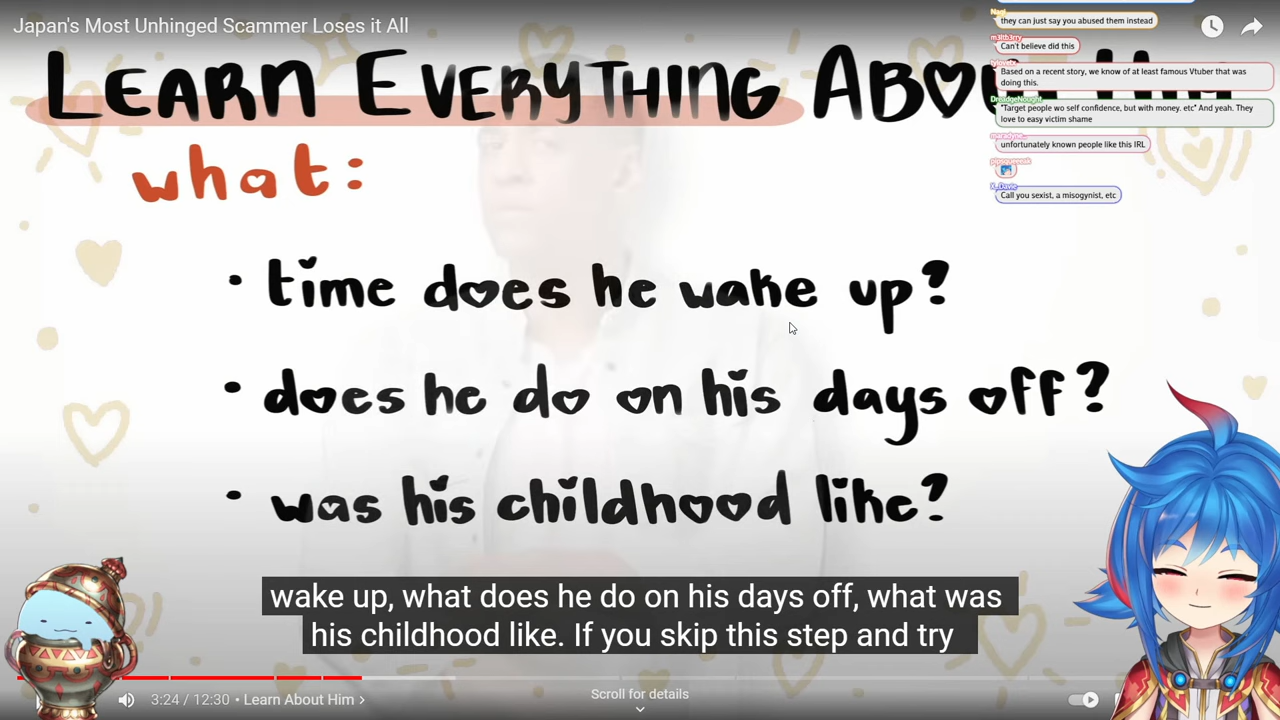 Japan's Most Unhinged Scammer Loses it All
LEARN EVERYTHING ABOUT
what:
• time does he wake up?
• does he do on his days off?
• was his childhood like?
wake up, what does he do on his days off, what was
his childhood like. If you skip this step and try
3:24 / 12:30 • Learn About Him >
Scroll for details
they can just say you abused them instead
m3ltb3rry
Can't believe did this
Based on a recent story, we know of at least famous Vtuber that was
doing this.
DreadgeNought
"Target people wo self confidence, but with money. etc" And yeah. They
love to easy victim shame
unfortunately known people like this IRL
pipsqueeeak
X_Davie
Call you sexist, a misogynist, etc